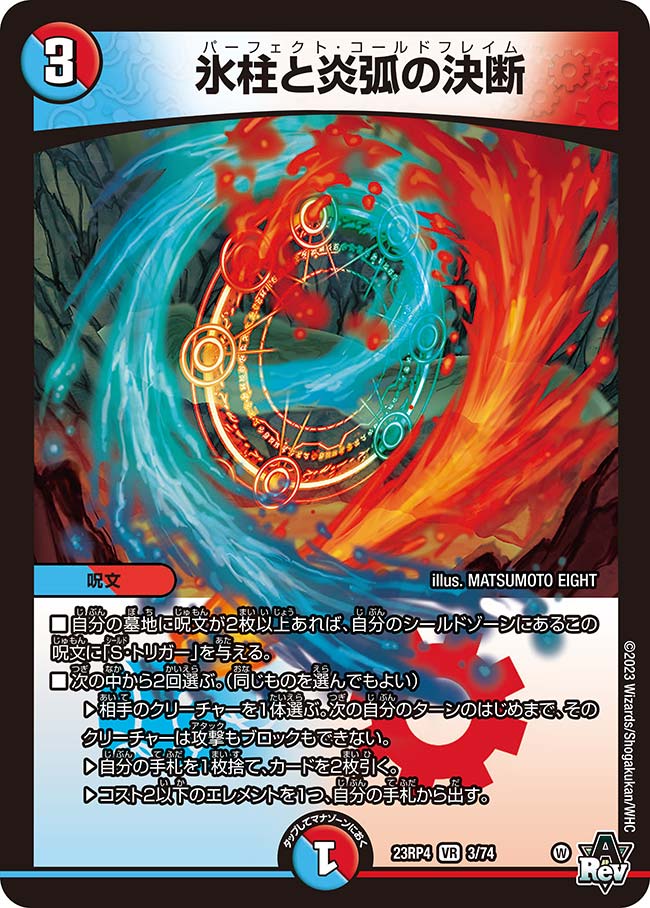 3
パーフェクト・コールドフレイム
氷柱と炎弧の決断
呪文
illus. MATSUMOTO EIGHT
■自分の墓地に呪文が2枚以上あれば、自分のシールドゾーンにあるこの
呪文に「S・トリガー」を与える。
■次の中から2回選ぶ。(同じものを選んでもよい)
▶相手のクリーチャーを1体選ぶ。次の自分のターンのはじめまで、その
クリーチャーは攻撃もブロックもできない。
▶自分の手札を1枚捨て、カードを2枚引く。
▶コスト2以下のエレメントを1つ、自分の手札から出す。
©2023 Wizards/Shogakukan/WHC
タップしてマナゾーンにおく
1
23RP4 VR 3/74
W
A
Rev